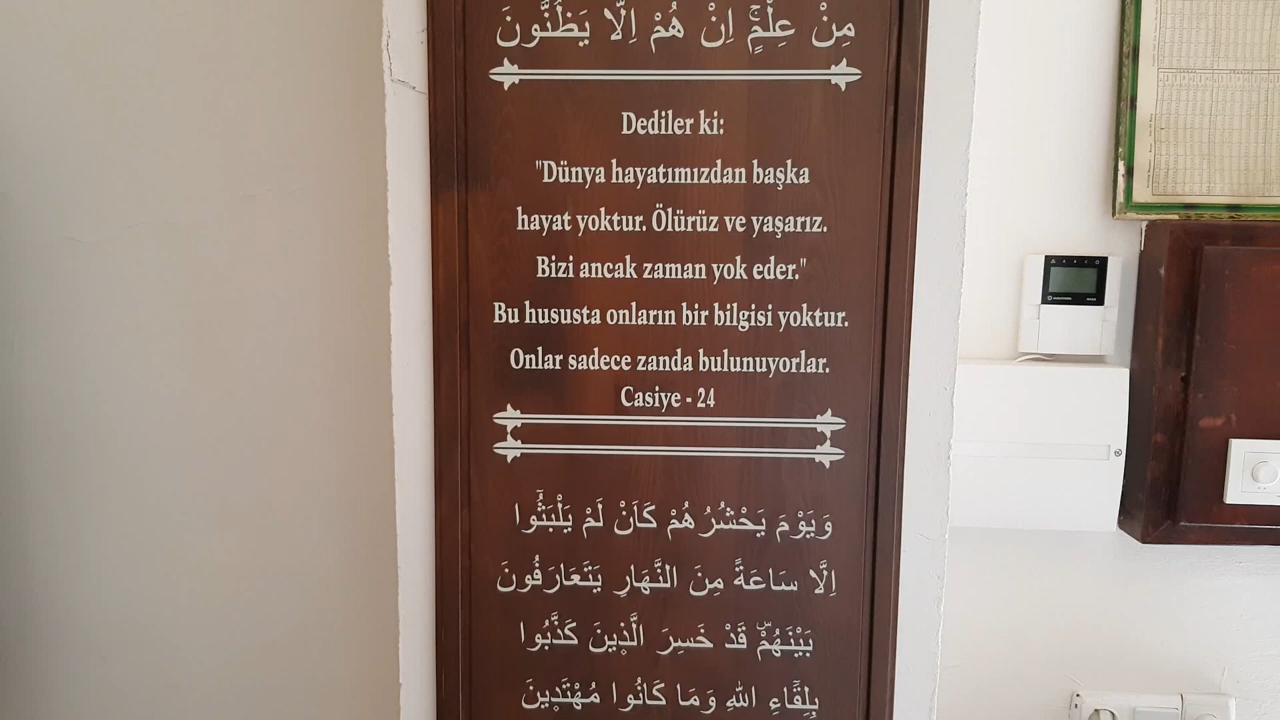 مِنْ عِلْمٍۚ اِنْ هُمْ اِلَّا يَظُنُّونَ
Dediler ki:
"Dünya hayatımızdan başka
hayat yoktur. Ölürüz ve yaşarız.
Bizi ancak zaman yok eder."
Bu hususta onların bir bilgisi yoktur.
Onlar sadece zanda bulunuyorlar.
Casiye - 24
وَيَوْمَ يَحْشُرُهُمْ كَاَنْ لَمْ يَلْبَثُٓوا
اِلَّا سَاعَةً مِنَ النَّهَارِ يَتَعَارَفُونَ
بَيْنَهُمْۜ قَدْ خَسِرَ الَّذ۪ينَ كَذَّبُوا
بِلِقَٓاءِ اللّٰهِ وَمَا كَانُوا مُهْتَد۪ينَ